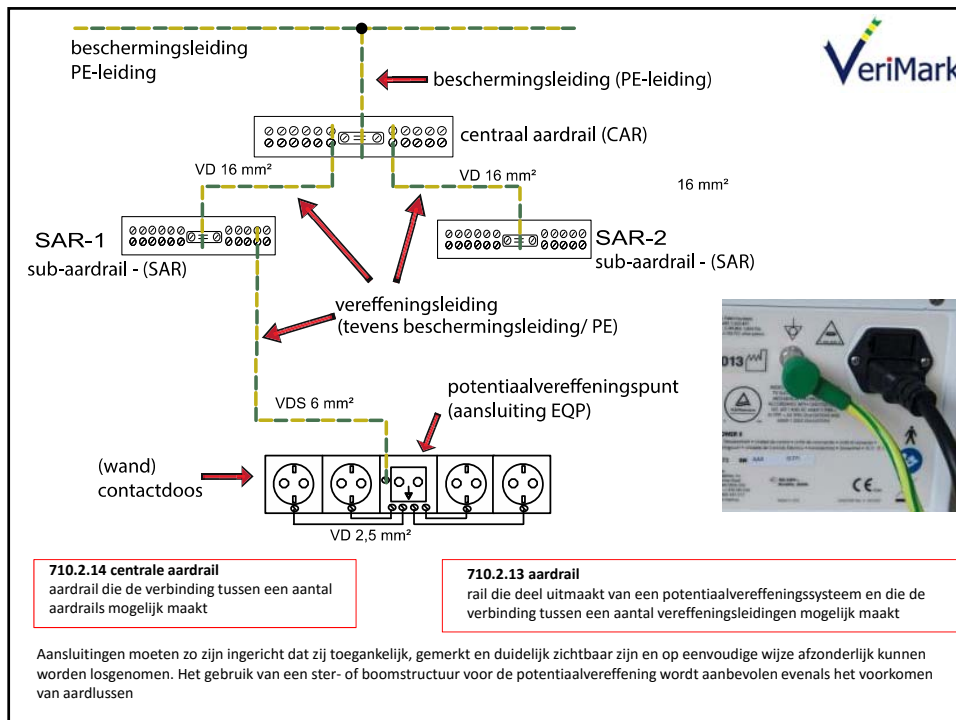 beschermingsleiding
PE-leiding
VeriMark
beschermingsleiding (PE-leiding)
centraal aardrail (CAR)
VD 16 mm²
VD 16 mm²
16 mm²
SAR-1
sub-aardrail - (SAR)
SAR-2
sub-aardrail - (SAR)
vereffeningsleiding
(tevens beschermingsleiding/ PE)
013
potentiaalvereffeningspunt
(aansluiting EQP)
VDS 6 mm²
(wand)
contactdoos
VD 2,5 mm²
CE
710.2.14 centrale aardrail
aardrail die de verbinding tussen een aantal
aardrails mogelijk maakt
710.2.13 aardrail
rail die deel uitmaakt van een potentiaalvereffeningssysteem en die de
verbinding tussen een aantal vereffeningsleidingen mogelijk maakt
Aansluitingen moeten zo zijn ingericht dat zij toegankelijk, gemerkt en duidelijk zichtbaar zijn en op eenvoudige wijze afzonderlijk kunnen
worden losgenomen. Het gebruik van een ster- of boomstructuur voor de potentiaalvereffening wordt aanbevolen evenals het voorkomen
van aardlussen